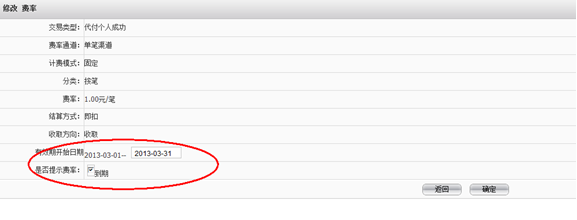 修改 费率
交易类型: 代付个人成功
费率通道: 单笔渠道
计费模式: 固定
分类: 按笔
费率: 1.00元/笔
结算方式: 即扣
收取方向: 收取
有效期开始日期 2013-03-01-- 2013-03-31
是否提示费率: 到期
返回 确定